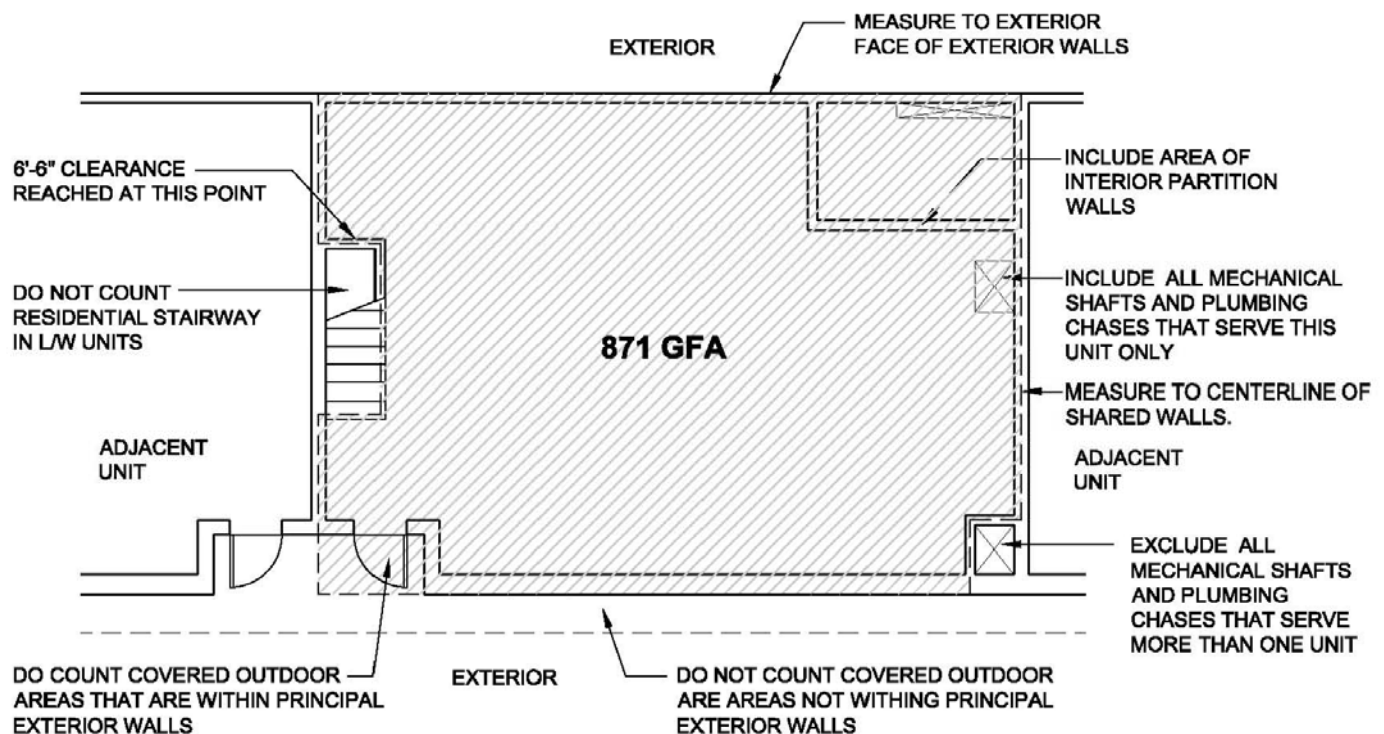 EXTERIOR
MEASURE TO EXTERIOR
FACE OF EXTERIOR WALLS
6'-6" CLEARANCE
REACHED AT THIS POINT
INCLUDE AREA OF
INTERIOR PARTITION
WALLS
DO NOT COUNT
RESIDENTIAL STAIRWAY
IN L/W UNITS
INCLUDE ALL MECHANICAL
SHAFTS AND PLUMBING
CHASES THAT SERVE THIS
UNIT ONLY
871 GFA
MEASURE TO CENTERLINE OF
SHARED WALLS.
ADJACENT
UNIT
ADJACENT
UNIT
EXCLUDE ALL
MECHANICAL SHAFTS
AND PLUMBING
CHASES THAT SERVE
MORE THAN ONE UNIT
DO COUNT COVERED OUTDOOR
AREAS THAT ARE WITHIN PRINCIPAL
EXTERIOR WALLS
EXTERIOR
DO NOT COUNT COVERED OUTDOOR
ARE AREAS NOT WITHING PRINCIPAL
EXTERIOR WALLS